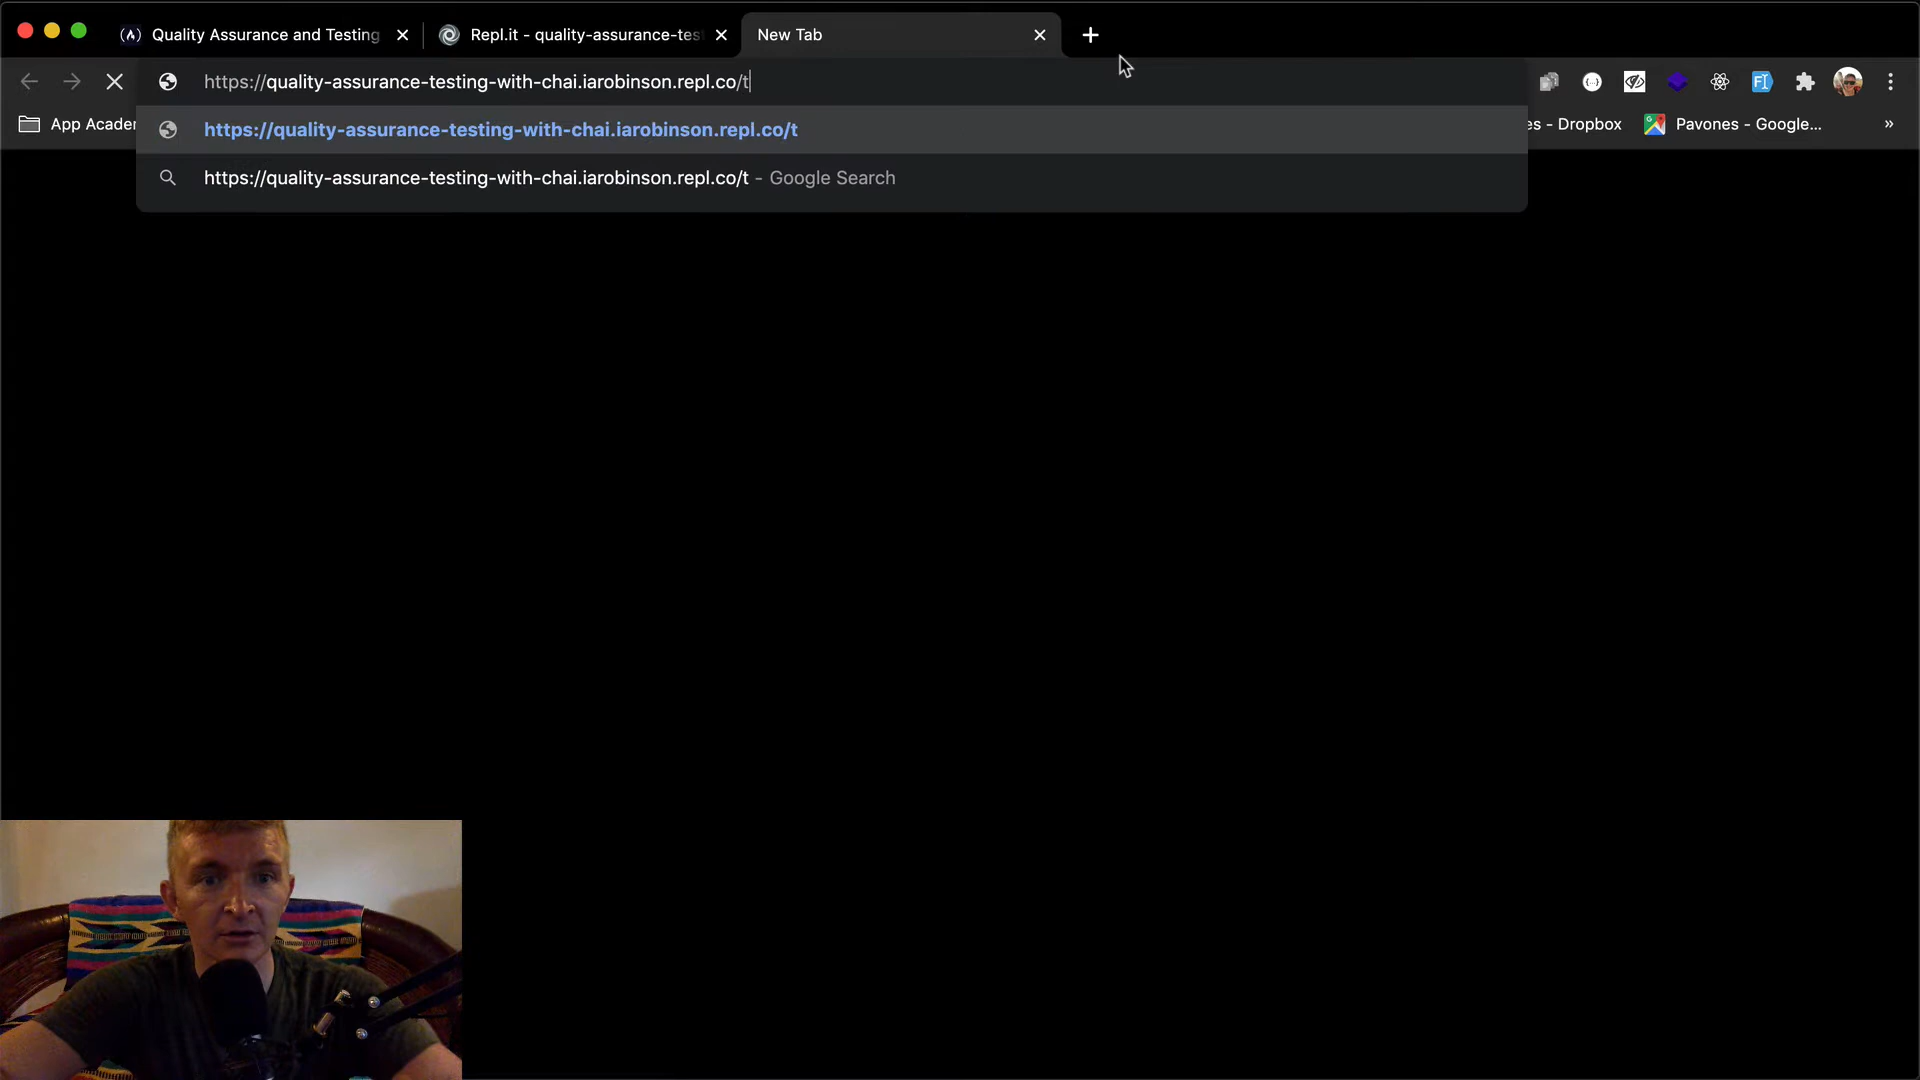 Quality Assurance and Testing
Repl.it - quality-assurance-tes
New Tab
https://quality-assurance-testing-with-chai.iarobinson.repl.co/t
App Acade
es - Dropbox
Pavones - Google...
»
https://quality-assurance-testing-with-chai.iarobinson.repl.co/t
https://quality-assurance-testing-with-chai.iarobinson.repl.co/t - Google Search